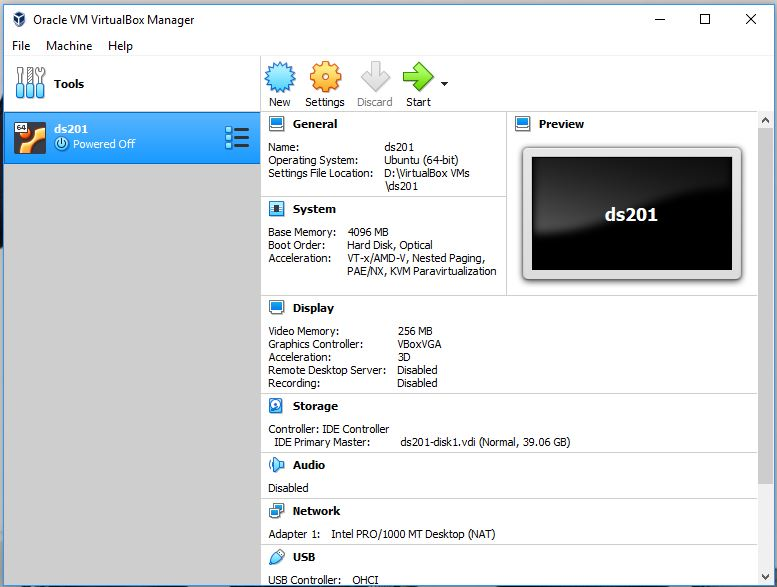 Oracle VM VirtualBox Manager
File Machine Help
Tools
New Settings Discard Start
64
ds201
Powered Off
General
Name: ds201
Operating System: Ubuntu (64-bit)
Settings File Location: D:\VirtualBox VMs
\ds201
Preview
ds201
System
Base Memory: 4096 MB
Boot Order: Hard Disk, Optical
Acceleration: VT-x/AMD-V, Nested Paging,
PAE/NX, KVM Paravirtualization
Display
Video Memory: 256 MB
Graphics Controller: VBoxVGA
Acceleration: 3D
Remote Desktop Server: Disabled
Recording: Disabled
Storage
Controller: IDE Controller
IDE Primary Master: ds201-disk1.vdi (Normal, 39.06 GB)
Audio
Disabled
Network
Adapter 1: Intel PRO/1000 MT Desktop (NAT)
USB
USB Controller: OHCI